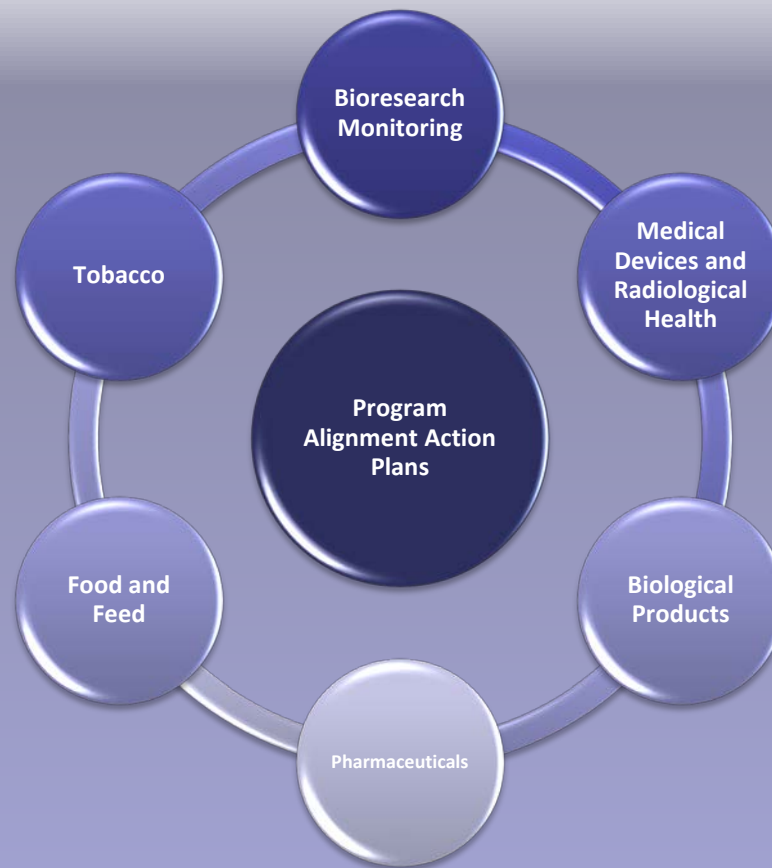 Bioresearch
Monitoring
Medical
Devices and
Radiological
Health
Tobacco
Program
Alignment Action
Plans
Biological
Products
Food and
Feed
Pharmaceuticals